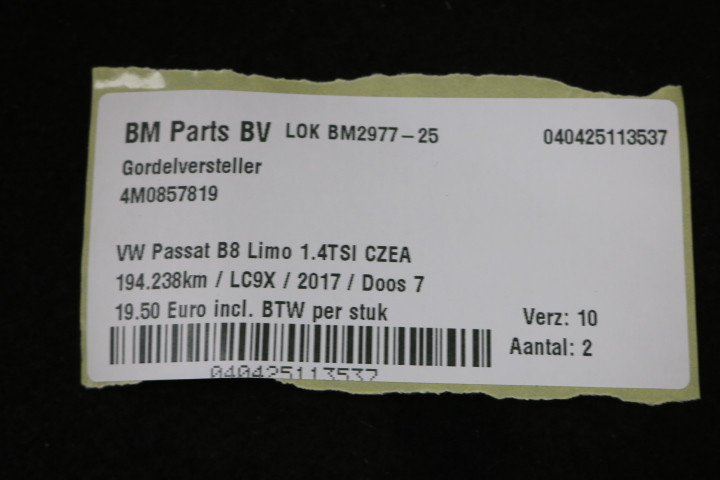 BM Parts BV LOK BM2977-25 040425113537
Gordelversteller
4M0857819
VW Passat B8 Limo 1.4TSI CZEA
194.238km / LC9X / 2017 / Doos 7
19.50 Euro incl. BTW per stuk
Verz: 10
Aantal: 2
040425113537